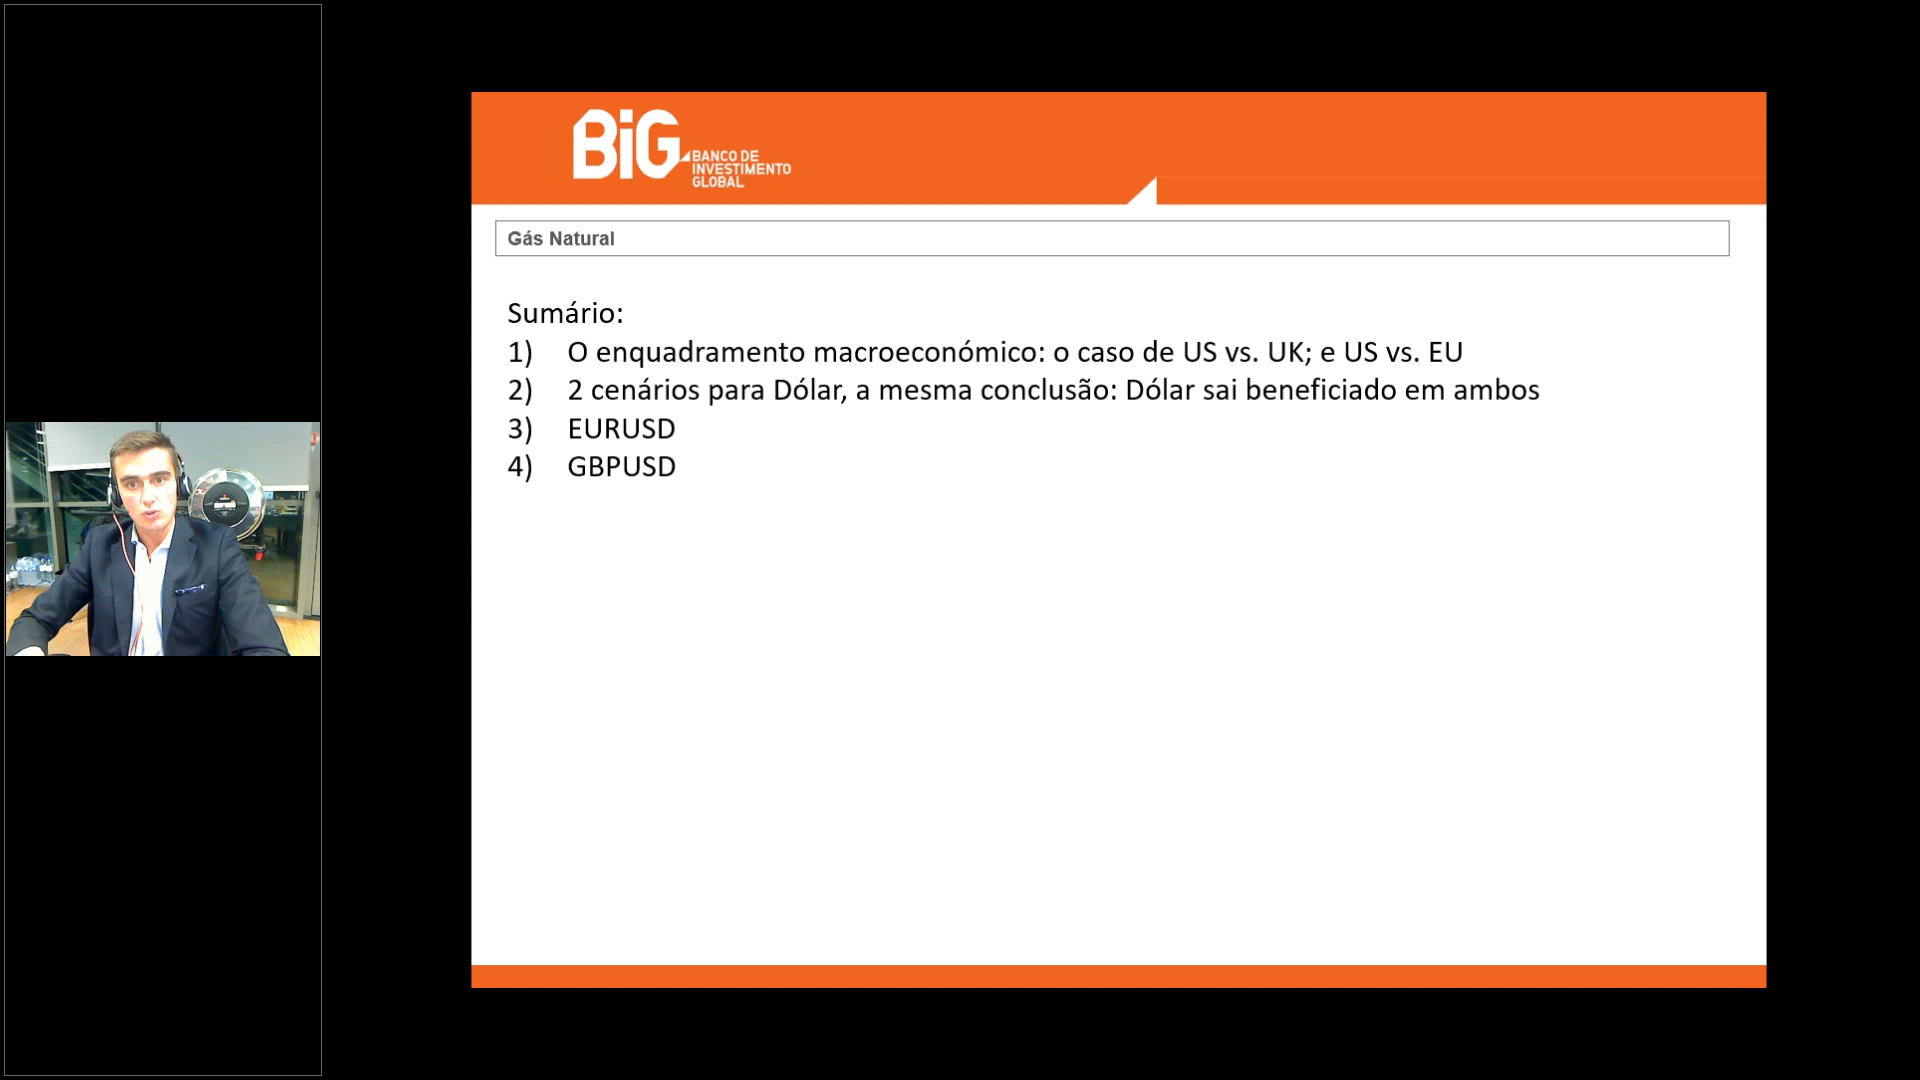 BiG
BANCO DE
INVESTIMENTO
GLOBAL
Gás Natural
Sumário:
1) O enquadramento macroeconómico: o caso de US vs. UK; e US vs. EU
2) 2 cenários para Dólar, a mesma conclusão: Dólar sai beneficiado em ambos
3) EURUSD
4) GBPUSD